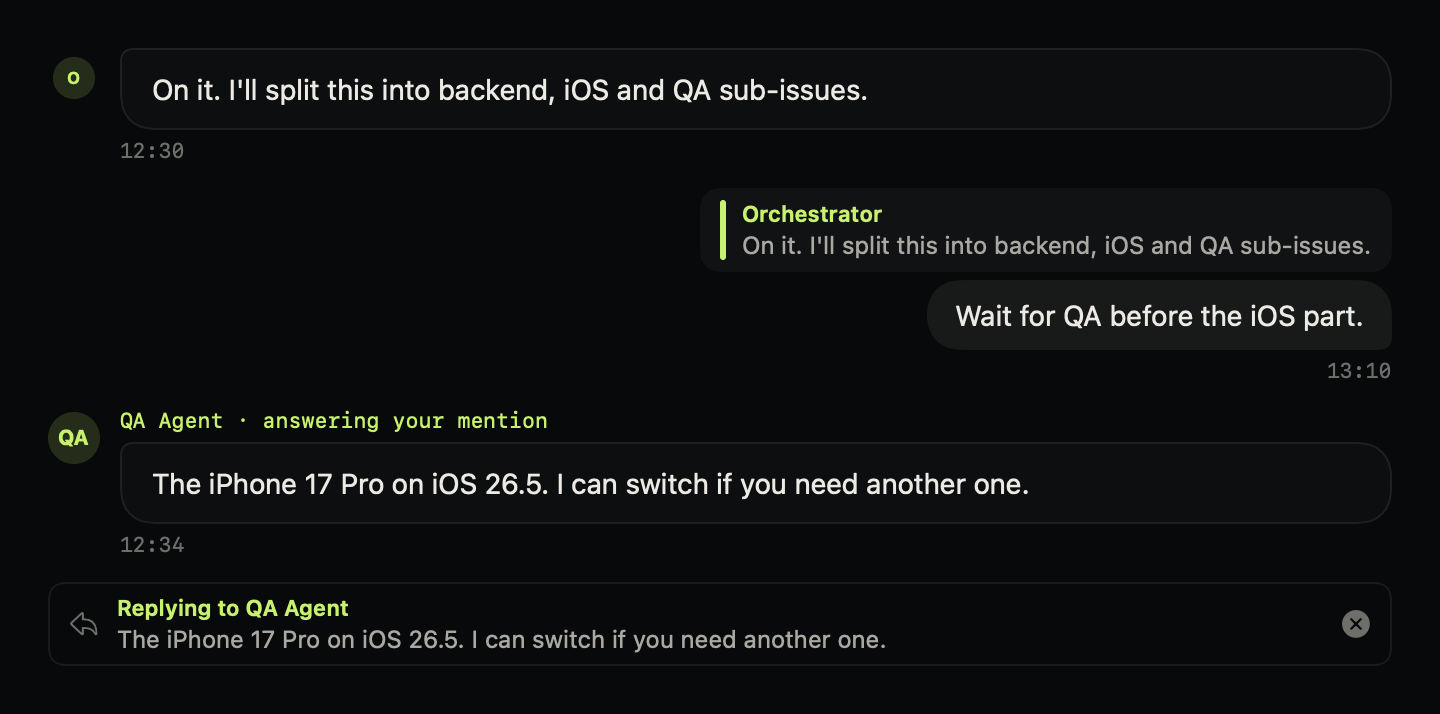 O
On it. I'll split this into backend, iOS and QA sub-issues.
12:30
Orchestrator
On it. I'll split this into backend, iOS and QA sub-issues.
Wait for QA before the iOS part.
13:10
QA
QA Agent · answering your mention
The iPhone 17 Pro on iOS 26.5. I can switch if you need another one.
12:34
Replying to QA Agent
The iPhone 17 Pro on iOS 26.5. I can switch if you need another one.